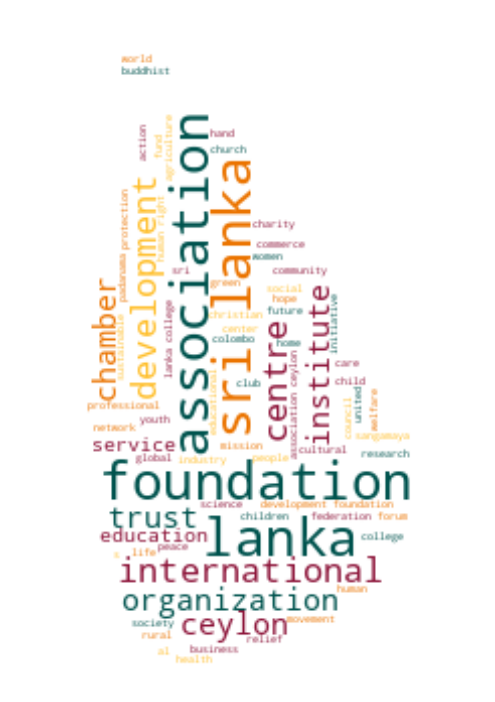 world
buddhist
association
sri lanka
development
chamber
action
fund
agriculture
hand
church
protection
padanama
human right
sustainable
charity
commerce
women
sri
community
green
social
hope
christian
future
initiative
institute
centre
lanka college
center
colombo
home
educational
club
association ceylon
care
child
council
united
welfare
professional
network
youth
sangamaya
service
mission
cultural
global
industry
people
research
foundation
science
development foundation
trust
children
federation
forum
education
lanka
college
peace
life
s
international
human
organization
movement
society
ceylon
rural
relief
al
business
health